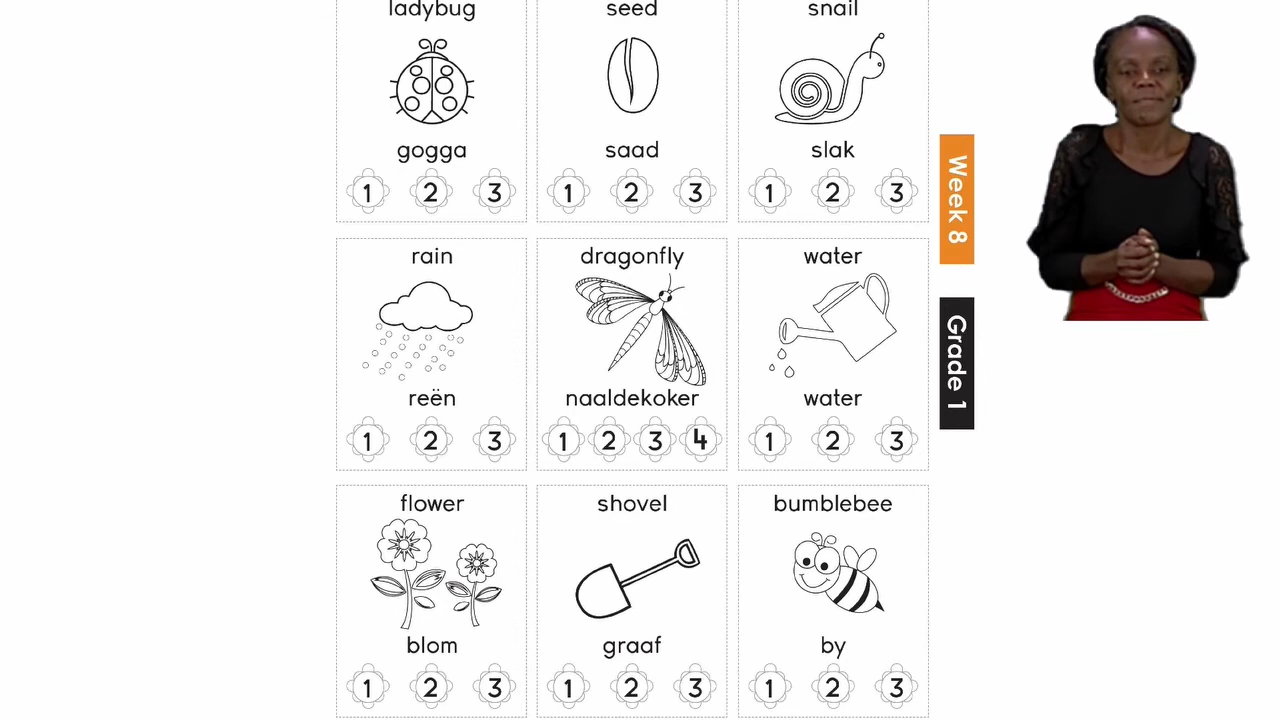 ladybug
seed
snail
gogga
saad
slak
1 2 3
1 2 3
1 2 3
rain
dragonfly
water
reën
naaldekoker
water
1 2 3
1 2 3 4
1 2 3
flower
shovel
bumblebee
blom
graaf
by
1 2 3
1 2 3
1 2 3
Week 8
Grade 1